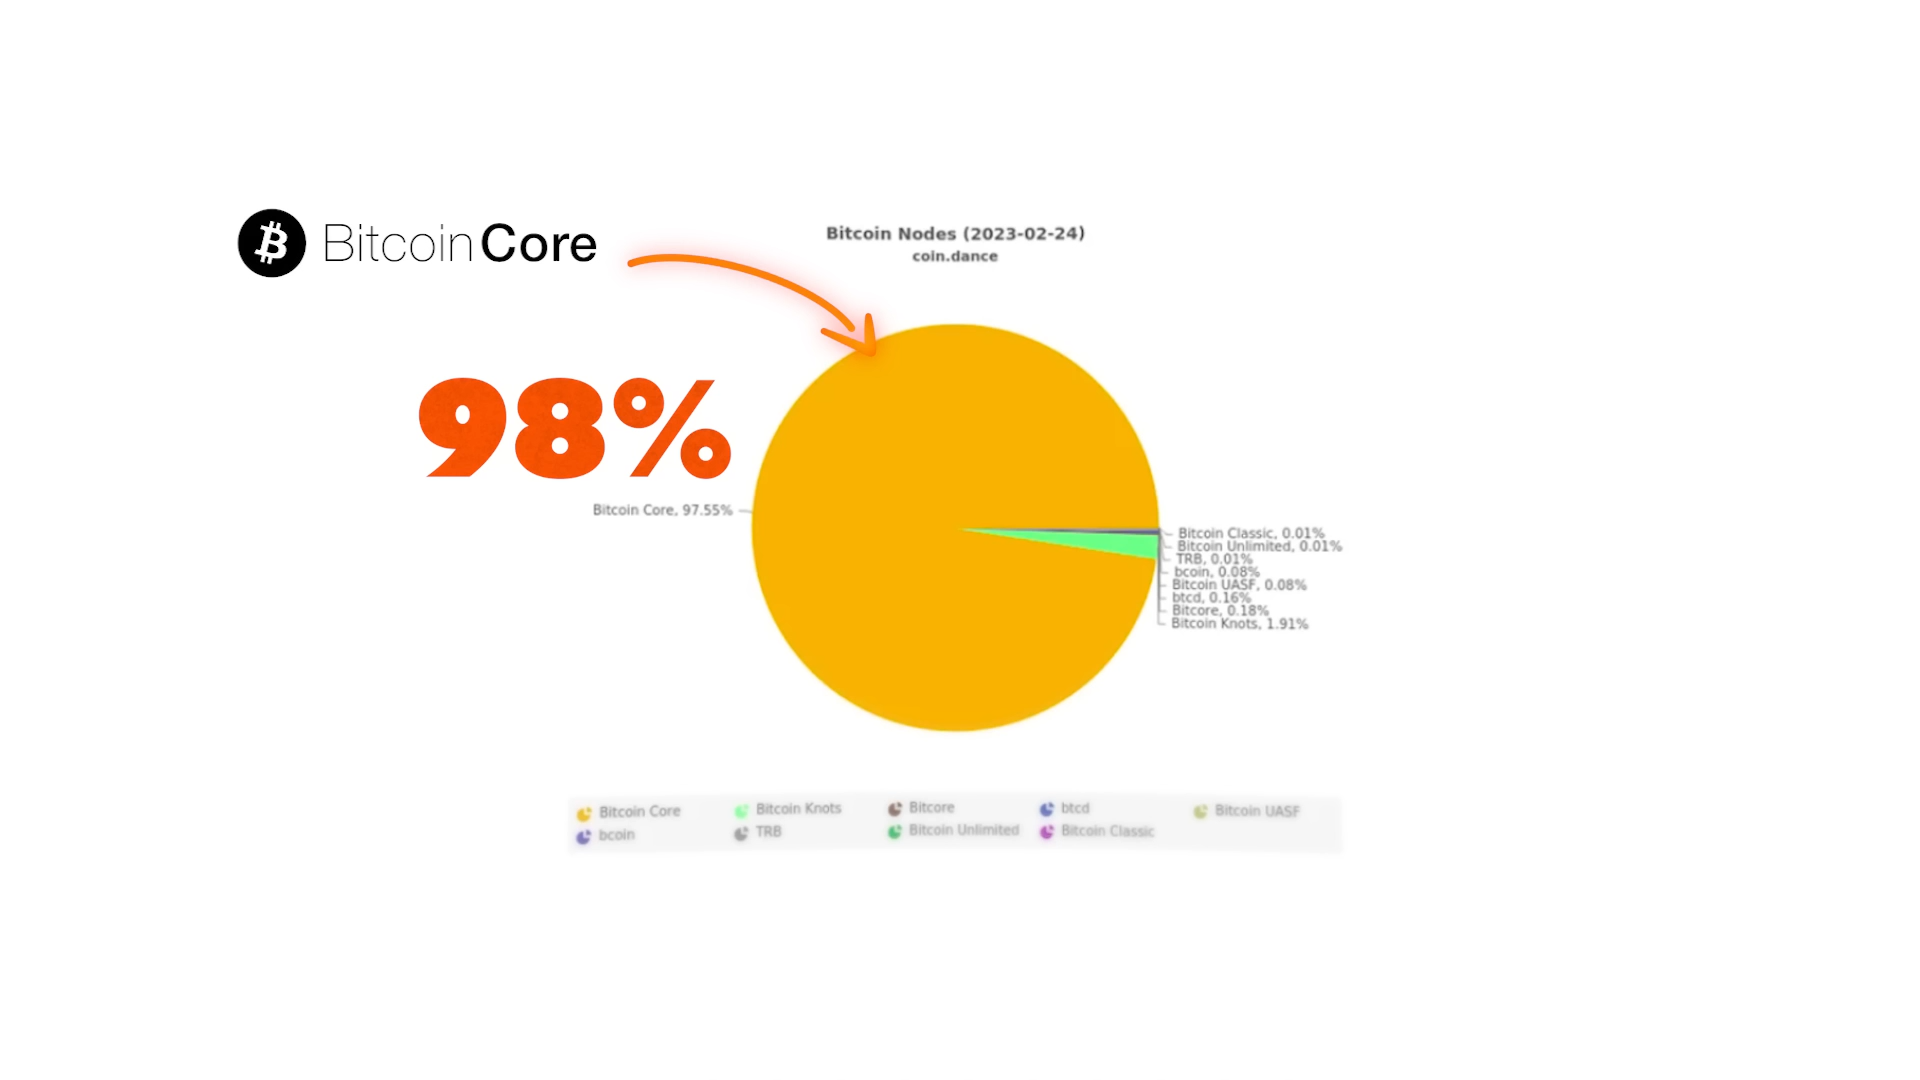 Bitcoin Core
Bitcoin Nodes (2023-02-24)
coin.dance
98%
Bitcoin Core, 97.55%
Bitcoin Classic, 0.01%
Bitcoin Unlimited, 0.01%
TRB, 0.01%
bcoin, 0.08%
Bitcoin UASF, 0.08%
btcd, 0.16%
Bitcore, 0.18%
Bitcoin Knots, 1.91%
Bitcoin Core Bitcoin Knots Bitcore btcd Bitcoin UASF
bcoin TRB Bitcoin Unlimited Bitcoin Classic